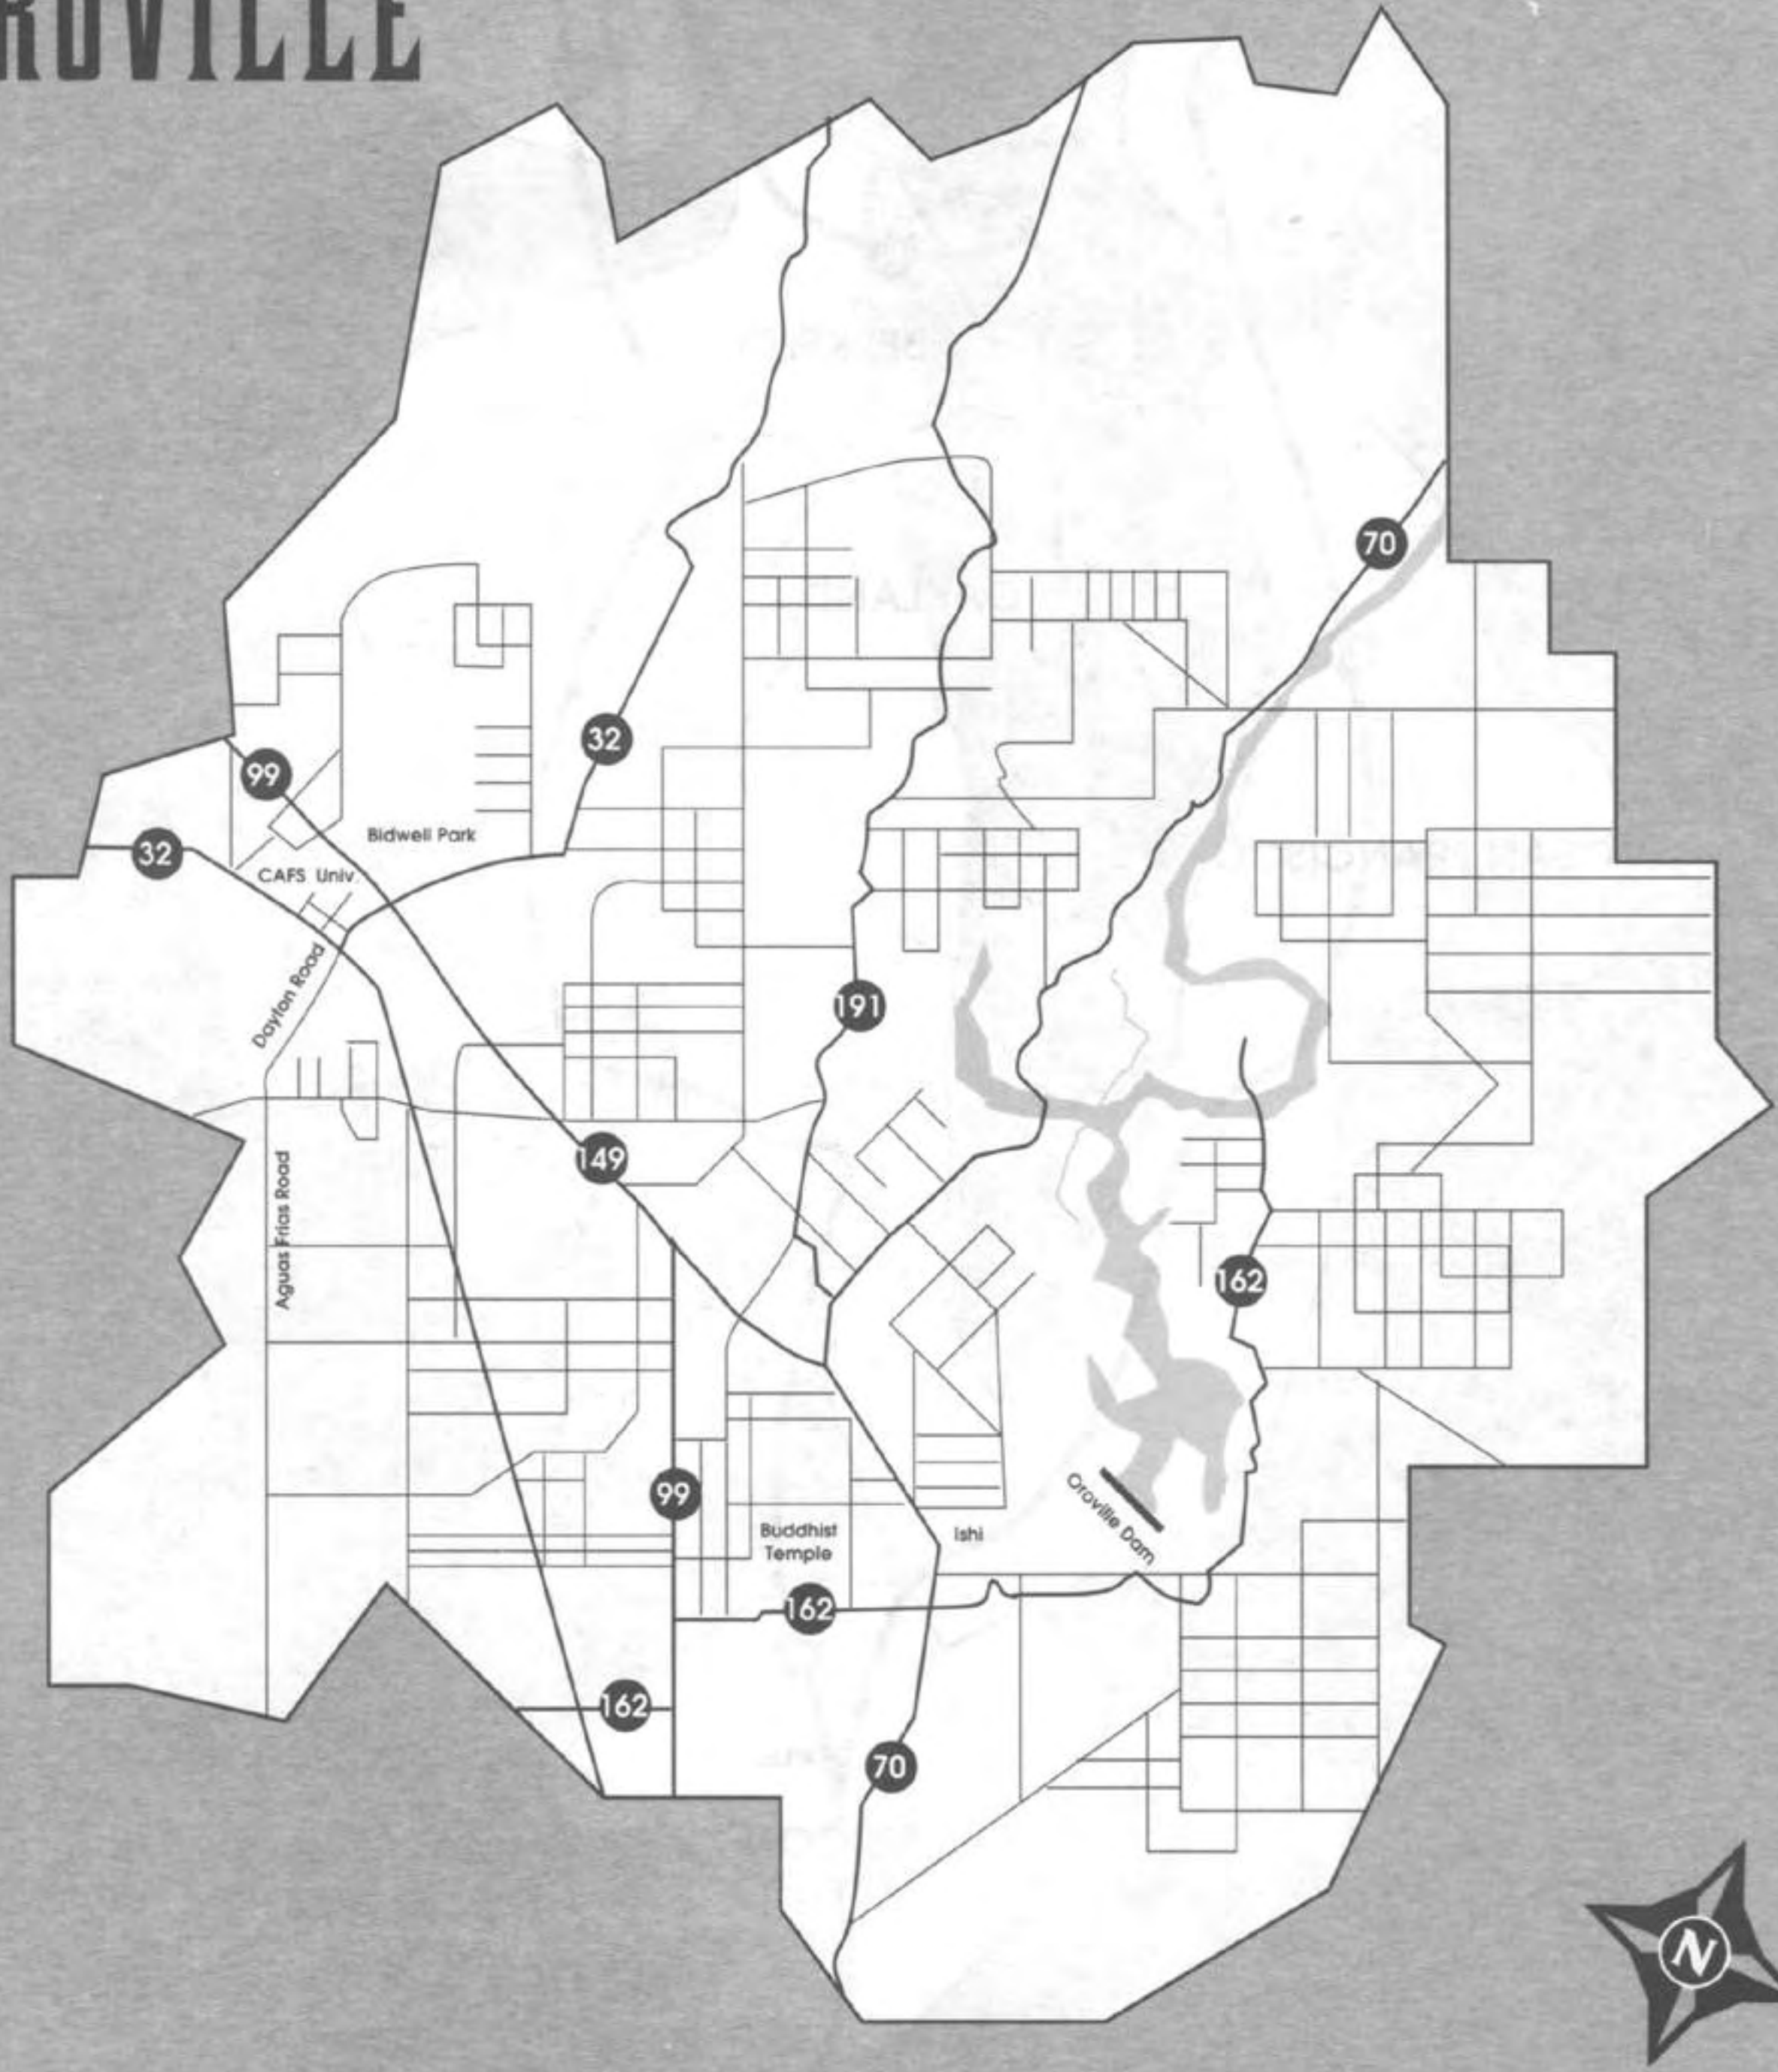 ROVILLE
70
32
99
Bidwell Park
32
CAFS Univ.
Dayton Road
191
149
Aguas Frias Road
162
99
Oroville Dam
Buddhist
Temple
Ishi
162
162
70
N